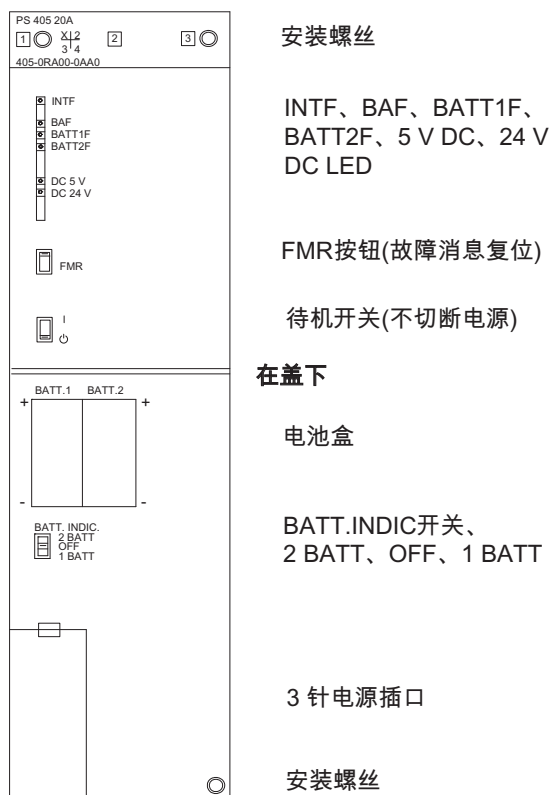 PS 405 20A
1 X 2 3 4 2 3
405-0RA00-0AA0
安装螺丝
INTF
BAF
BATT1F
BATT2F
DC 5 V
DC 24 V
INTF、BAF、BATT1F、
BATT2F、5 V DC、24 V
DC LED
FMR
FMR按钮(故障消息复位)
I
待机开关(不切断电源)
在盖下
BATT.1 BATT.2
+ +
- -
电池盒
BATT. INDIC.
2 BATT
OFF
1 BATT
BATT.INDIC开关、
2 BATT、OFF、1 BATT
3 针电源插口
安装螺丝